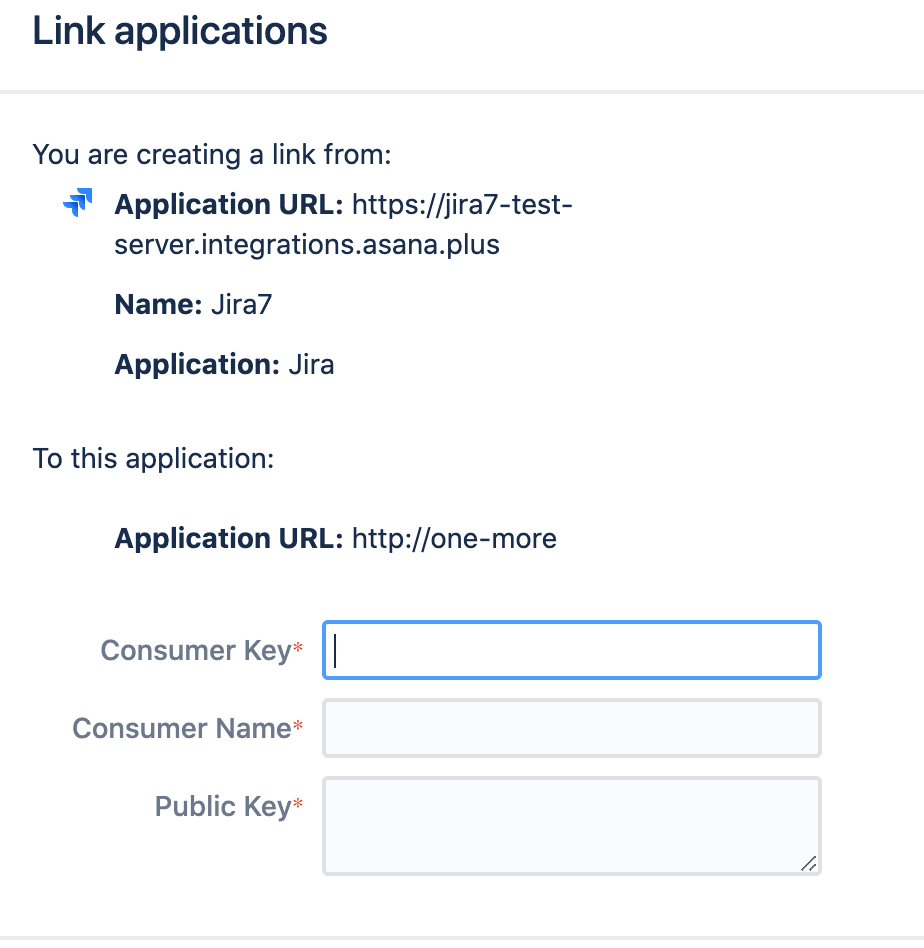 Link applications
You are creating a link from:
Application URL: https://jira7-test-
server.integrations.asana.plus
Name: Jira7
Application: Jira
To this application:
Application URL: http://one-more
Consumer Key*
Consumer Name*
Public Key*